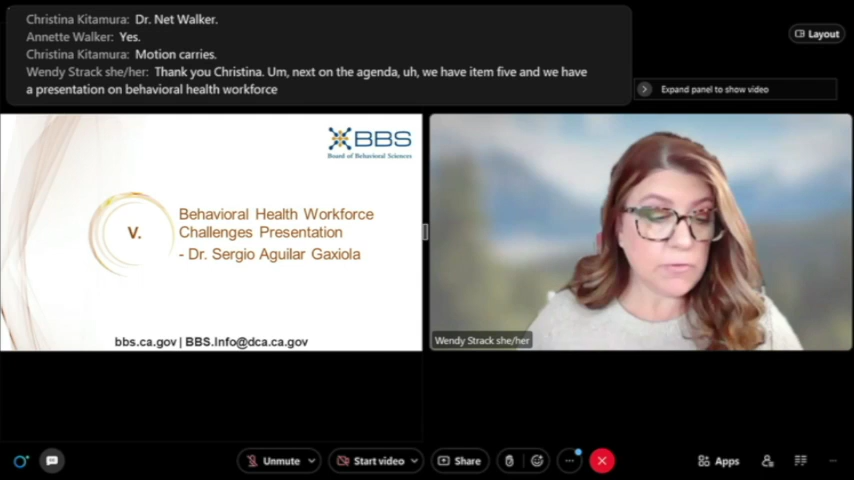 Christina Kitamura: Dr. Net Walker.
Annette Walker: Yes.
Christina Kitamura: Motion carries.
Wendy Strack she/her: Thank you Christina. Um, next on the agenda, uh, we have item five and we have
a presentation on behavioral health workforce
Layout
Expand panel to show video
BBS
Board of Behavioral Sciences
V.
Behavioral Health Workforce
Challenges Presentation
- Dr. Sergio Aguilar Gaxiola
bbs.ca.gov | BBS.Info@dca.ca.gov
Wendy Strack she/her
Unmute
Start video
Share
Apps